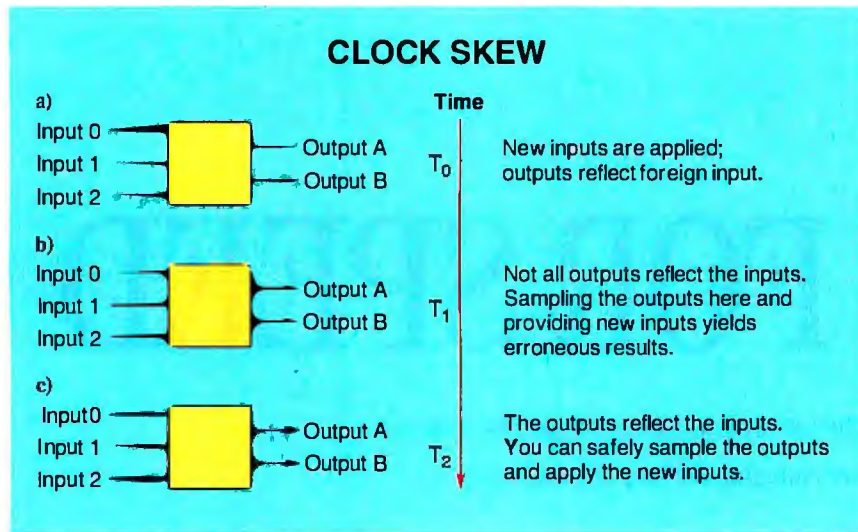 CLOCK SKEW
a)
Time
Input 0
Input 1
Input 2
Output A
Output B
T0
New inputs are applied;
outputs reflect foreign input.
b)
Input 0
Input 1
Input 2
Output A
Output B
T1
Not all outputs reflect the inputs.
Sampling the outputs here and
providing new inputs yields
erroneous results.
c)
Input0
Input 1
Input 2
Output A
Output B
T2
The outputs reflect the inputs.
You can safely sample the outputs
and apply the new inputs.